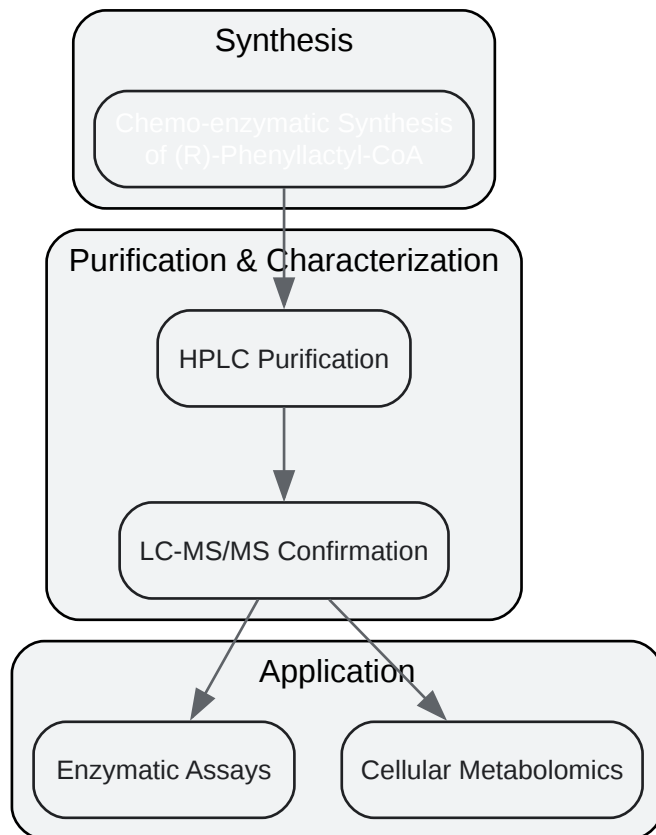 Synthesis
Chemo-enzymatic Synthesis
of (R)-Phenyllactyl-CoA
Purification & Characterization
HPLC Purification
LC-MS/MS Confirmation
Application
Enzymatic Assays
Cellular Metabolomics